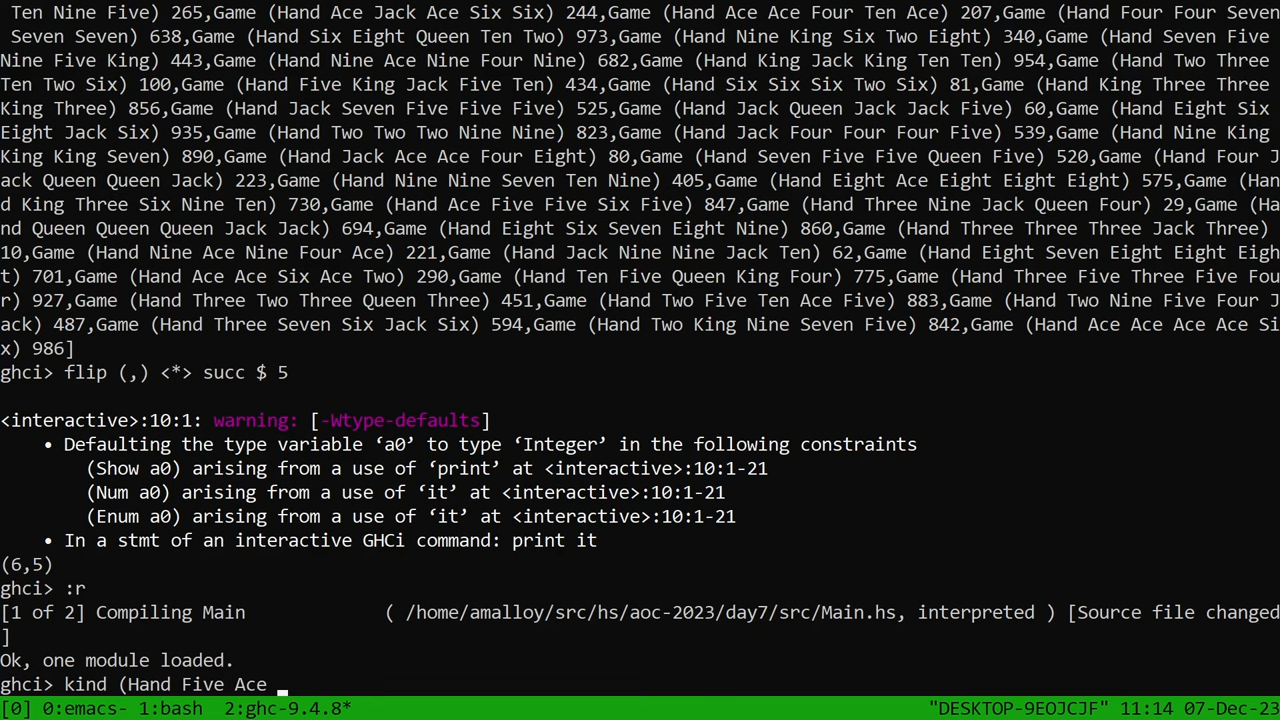 Ten Nine Five) 265,Game (Hand Ace Jack Ace Six Six) 244,Game (Hand Ace Ace Four Ten Ace) 207,Game (Hand Four Four Seven
 Seven Seven) 638,Game (Hand Six Eight Queen Ten Two) 973,Game (Hand Nine King Six Two Eight) 340,Game (Hand Seven Five
Nine Five King) 443,Game (Hand Nine Ace Nine Four Nine) 682,Game (Hand King Jack King Ten Ten) 954,Game (Hand Two Three
Ten Two Six) 100,Game (Hand Five King Jack Five Ten) 434,Game (Hand Six Six Six Two Six) 81,Game (Hand King Three Three
King Three) 856,Game (Hand Jack Seven Five Five Five) 525,Game (Hand Jack Queen Jack Jack Five) 60,Game (Hand Eight Six
Eight Jack Six) 935,Game (Hand Two Two Two Nine Nine) 823,Game (Hand Jack Four Four Four Four) 539,Game (Hand Nine King
King King Seven) 890,Game (Hand Jack Ace Ace Four Eight) 80,Game (Hand Seven Five Five Queen Five) 520,Game (Hand Four J
ack Queen Queen Jack) 223,Game (Hand Nine Nine Seven Ten Nine) 405,Game (Hand Eight Ace Eight Eight Eight) 575,Game (Han
d King Three Six Nine Ten) 730,Game (Hand Ace Five Five Six Five) 847,Game (Hand Three Nine Jack Queen Four) 29,Game (Ha
nd Queen Queen Queen Jack Jack) 694,Game (Hand Eight Six Seven Eight Nine) 860,Game (Hand Three Three Three Jack Three)
10,Game (Hand Nine Ace Nine Four Ace) 221,Game (Hand Jack Nine Nine Jack Ten) 62,Game (Hand Eight Seven Eight Eight Eigh
t) 701,Game (Hand Ace Ace Six Ace Two) 290,Game (Hand Ten Five Queen King Four) 775,Game (Hand Three Five Three Five Fou
r) 927,Game (Hand Three Two Three Queen Three) 451,Game (Hand Two Five Ten Ace Five) 883,Game (Hand Two Nine Five Four J
ack) 487,Game (Hand Three Seven Six Jack Six) 594,Game (Hand Two King Nine Seven Five) 842,Game (Hand Ace Ace Ace Ace Si
x) 986]
ghci> flip (,) <*> succ $ 5

<interactive>:10:1: warning: [-Wtype-defaults]
    • Defaulting the type variable ‘a0’ to type ‘Integer’ in the following constraints
        (Show a0) arising from a use of ‘print’ at <interactive>:10:1-21
        (Num a0) arising from a use of ‘it’ at <interactive>:10:1-21
        (Enum a0) arising from a use of ‘it’ at <interactive>:10:1-21
    • In a stmt of an interactive GHCi command: print it
(6,5)
ghci> :r
[1 of 2] Compiling Main             ( /home/amalloy/src/hs/aoc-2023/day7/src/Main.hs, interpreted ) [Source file changed
]
Ok, one module loaded.
ghci> kind (Hand Five Ace
[0] 0:emacs- 1:bash  2:ghc-9.4.8* "DESKTOP-9EOJCJF" 11:14 07-Dec-23